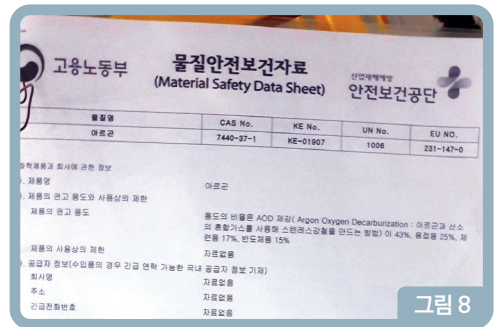 고용노동부
물질안전보건자료
(Material Safety Data Sheet)
산업재해예방
안전보건공단
물질명 CAS No. KE No. UN No. EU NO.
아르곤 7440-37-1 KE-01907 1006 231-147-0
화학제품과 회사에 관한 정보
. 제품명 아르곤
. 제품의 권고 용도와 사용상의 제한
제품의 권고 용도 용도의 비율은 AOD 제강( Argon Oxygen Decarburization : 아르곤과 산소
의 혼합가스를 사용해 스텐레스강철을 만드는 방법) 이 43%, 용접용 25%, 제
련용 17%, 반도체용 15%
제품의 사용상의 제한 자료없음
. 공급자 정보(수입품의 경우 긴급 연락 가능한 국내 공급자 정보 기재)
회사명 자료없음
주소 자료없음
긴급전화번호 자료없음
그림 8